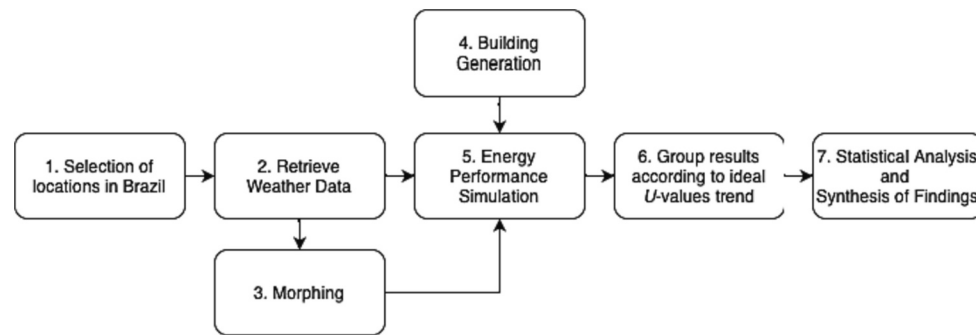 4. Building
Generation
1. Selection of
locations in Brazil
2. Retrieve
Weather Data
5. Energy
Performance
Simulation
6. Group results
according to ideal
U-values trend
7. Statistical Analysis
and
Synthesis of Findings
3. Morphing